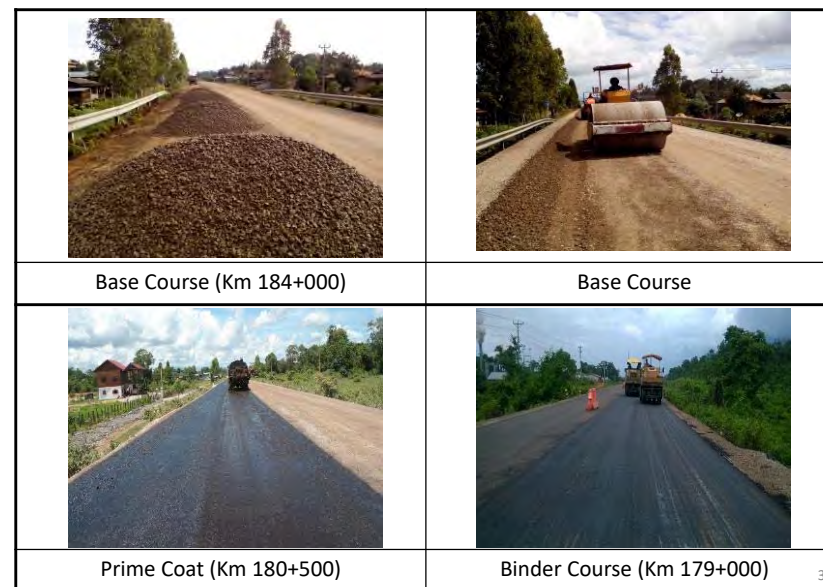 Base Course (Km 184+000)
Base Course
Prime Coat (Km 180+500)
Binder Course (Km 179+000)